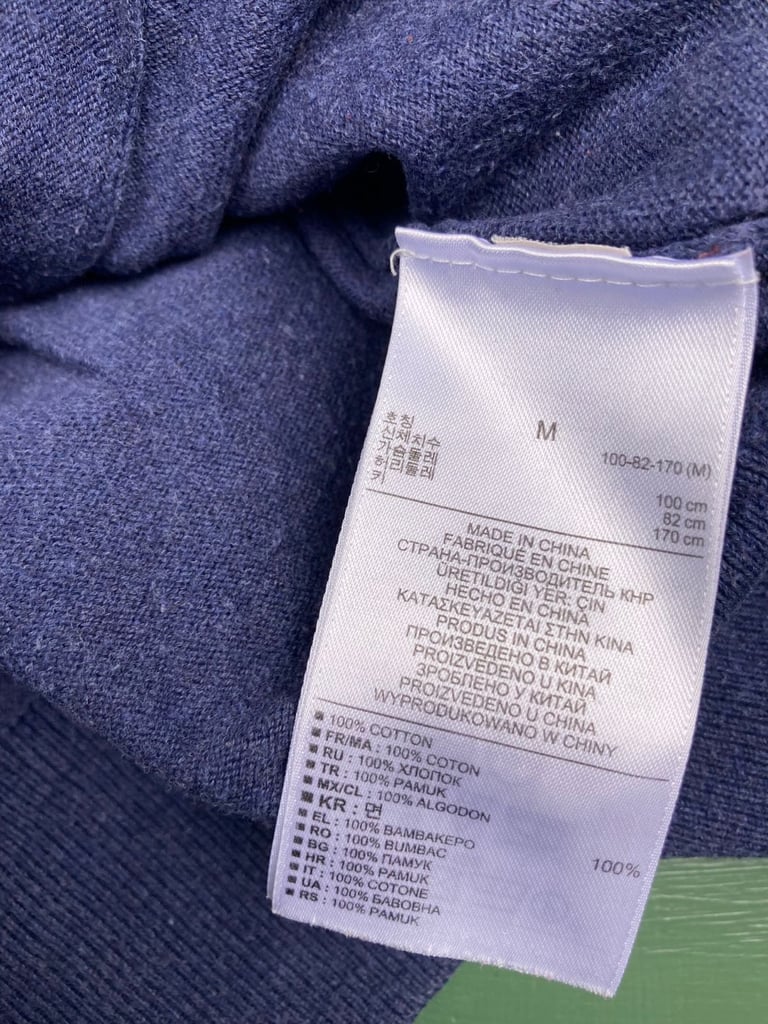 호칭 M
신체치수 100-82-170 (M)
가슴둘레 100 cm
허리둘레 82 cm
키 170 cm
MADE IN CHINA
FABRIQUÉ EN CHINE
СТРАНА-ПРОИЗВОДИТЕЛЬ КНР
ÜRETILDIGI YER: ÇIN
HECHO EN CHINA
ΚΑΤΑΣΚΕΥΑΖΕΤΑΙ ΣΤΗΝ ΚΙΝΑ
PRODUS IN CHINA
ПРОИЗВЕДЕНО В КИТАЙ
PROIZVEDENO U KINA
ЗРОБЛЕНО У КИТАЙ
PROIZVEDENO U CHINA
WYPRODUKOWANO W CHINY
100% COTTON
FR/MA : 100% COTON
RU : 100% ХЛОПОК
TR : 100% PAMUK
MX/CL : 100% ALGODON
KR : 면 100%
EL : 100% ΒΑΜΒΑΚΕΡΟ
RO : 100% BUMBAC
BG : 100% ПАМУК
HR : 100% PAMUK
IT : 100% COTONE
UA : 100% БАВОВНА
RS : 100% PAMUK